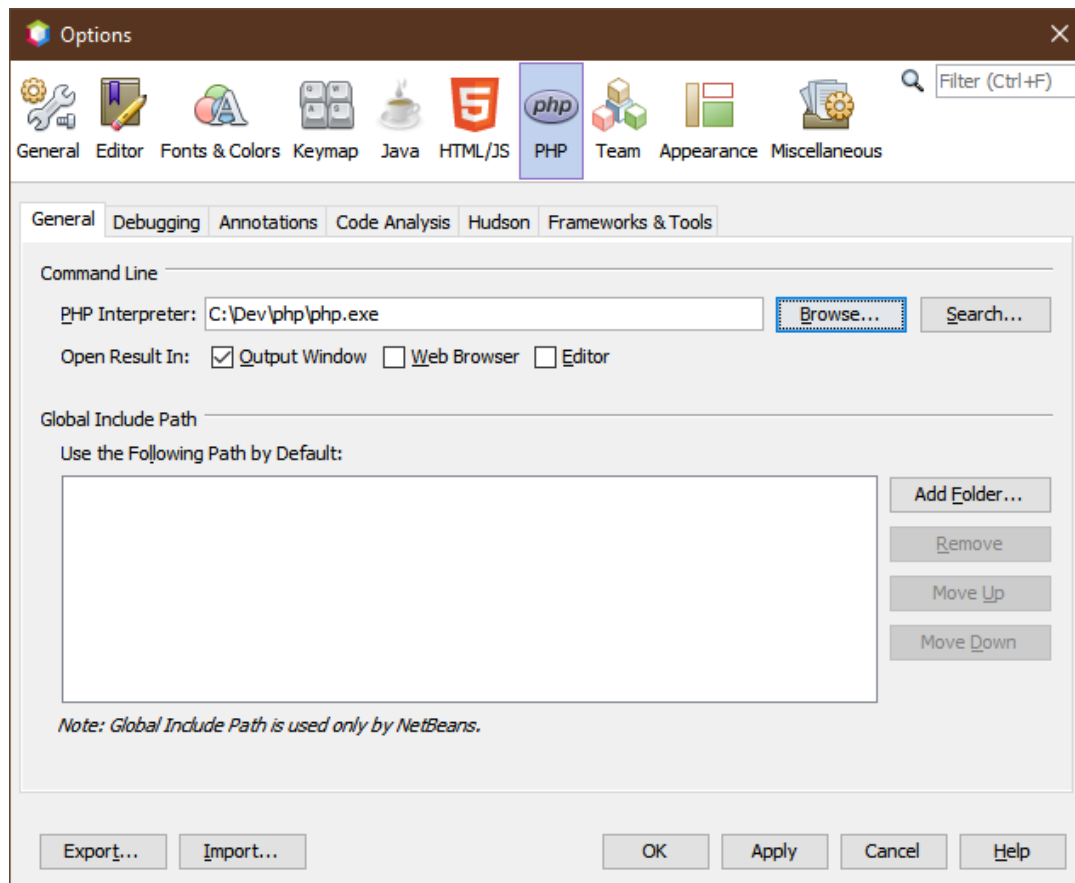 Options
Filter (Ctrl+F)
General Editor Fonts & Colors Keymap Java HTML/JS PHP Team Appearance Miscellaneous
General Debugging Annotations Code Analysis Hudson Frameworks & Tools
Command Line
PHP Interpreter: C:\Dev\php\php.exe Browse... Search...
Open Result In: Output Window Web Browser Editor
Global Include Path
Use the Following Path by Default:
Add Folder...
Remove
Move Up
Move Down
Note: Global Include Path is used only by NetBeans.
Export... Import... OK Apply Cancel Help